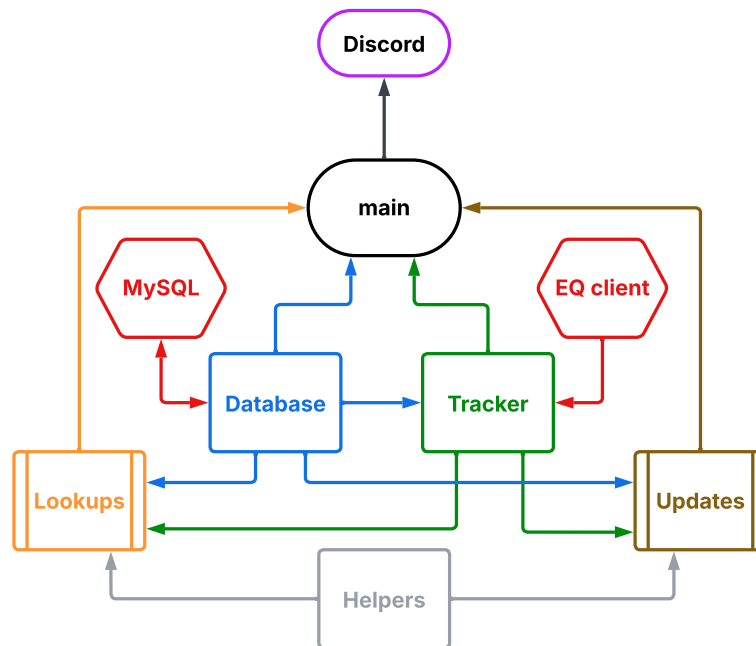 Discord
main
MySQL
EQ client
Database
Tracker
Lookups
Updates
Helpers